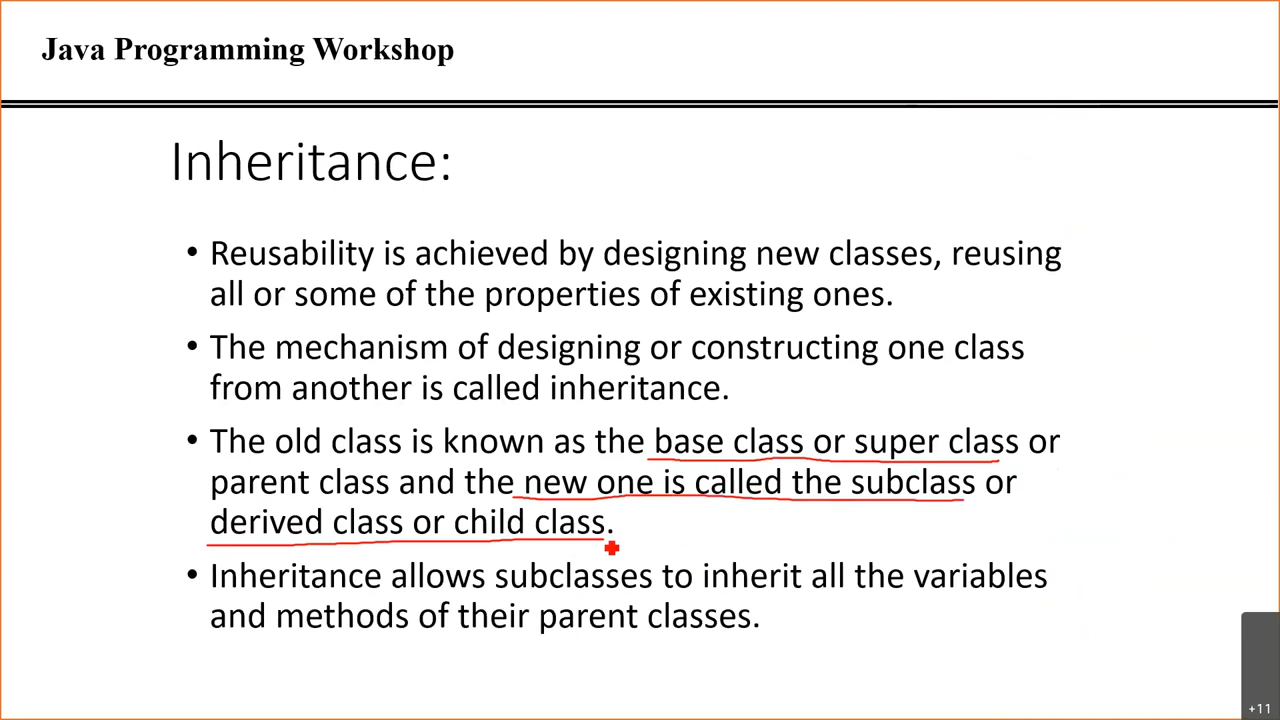 Java Programming Workshop
Inheritance:
• Reusability is achieved by designing new classes, reusing
all or some of the properties of existing ones.
• The mechanism of designing or constructing one class
from another is called inheritance.
• The old class is known as the base class or super class or
parent class and the new one is called the subclass or
derived class or child class.
• Inheritance allows subclasses to inherit all the variables
and methods of their parent classes.
+11